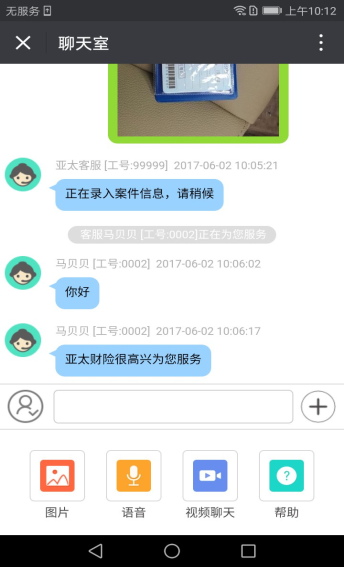 无服务 上午10:12
聊天室
亚太客服 [工号:99999] 2017-06-02 10:05:21
正在录入案件信息，请稍候
客服马贝贝 [工号:0002]正在为您服务
马贝贝 [工号:0002] 2017-06-02 10:06:02
你好
马贝贝 [工号:0002] 2017-06-02 10:06:17
亚太财险很高兴为您服务
图片 语音 视频聊天 帮助